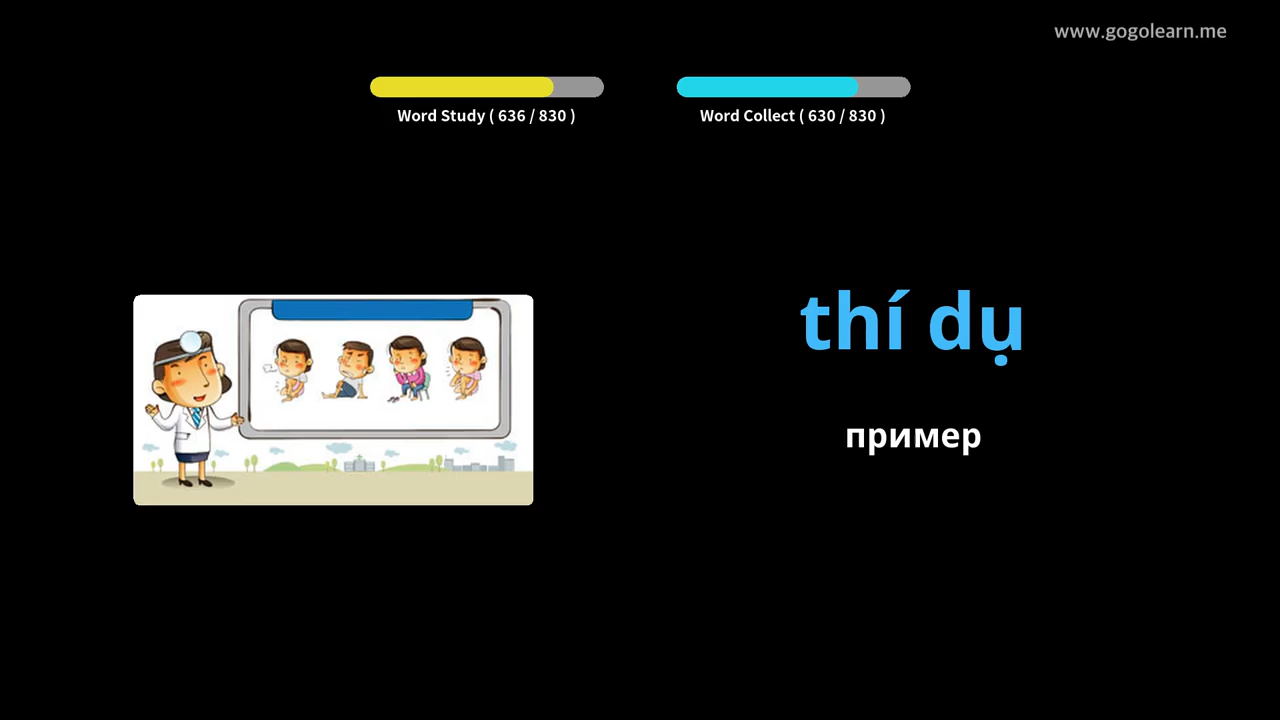 www.gogolearn.me
Word Study ( 636 / 830 )
Word Collect ( 630 / 830 )
thí dụ
пример